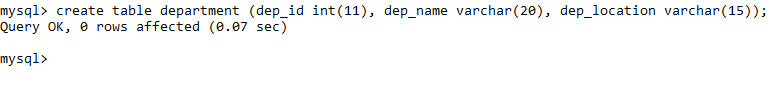 mysql> create table department (dep_id int(11), dep_name varchar(20), dep_location varchar(15));
Query OK, 0 rows affected (0.07 sec)
mysql>